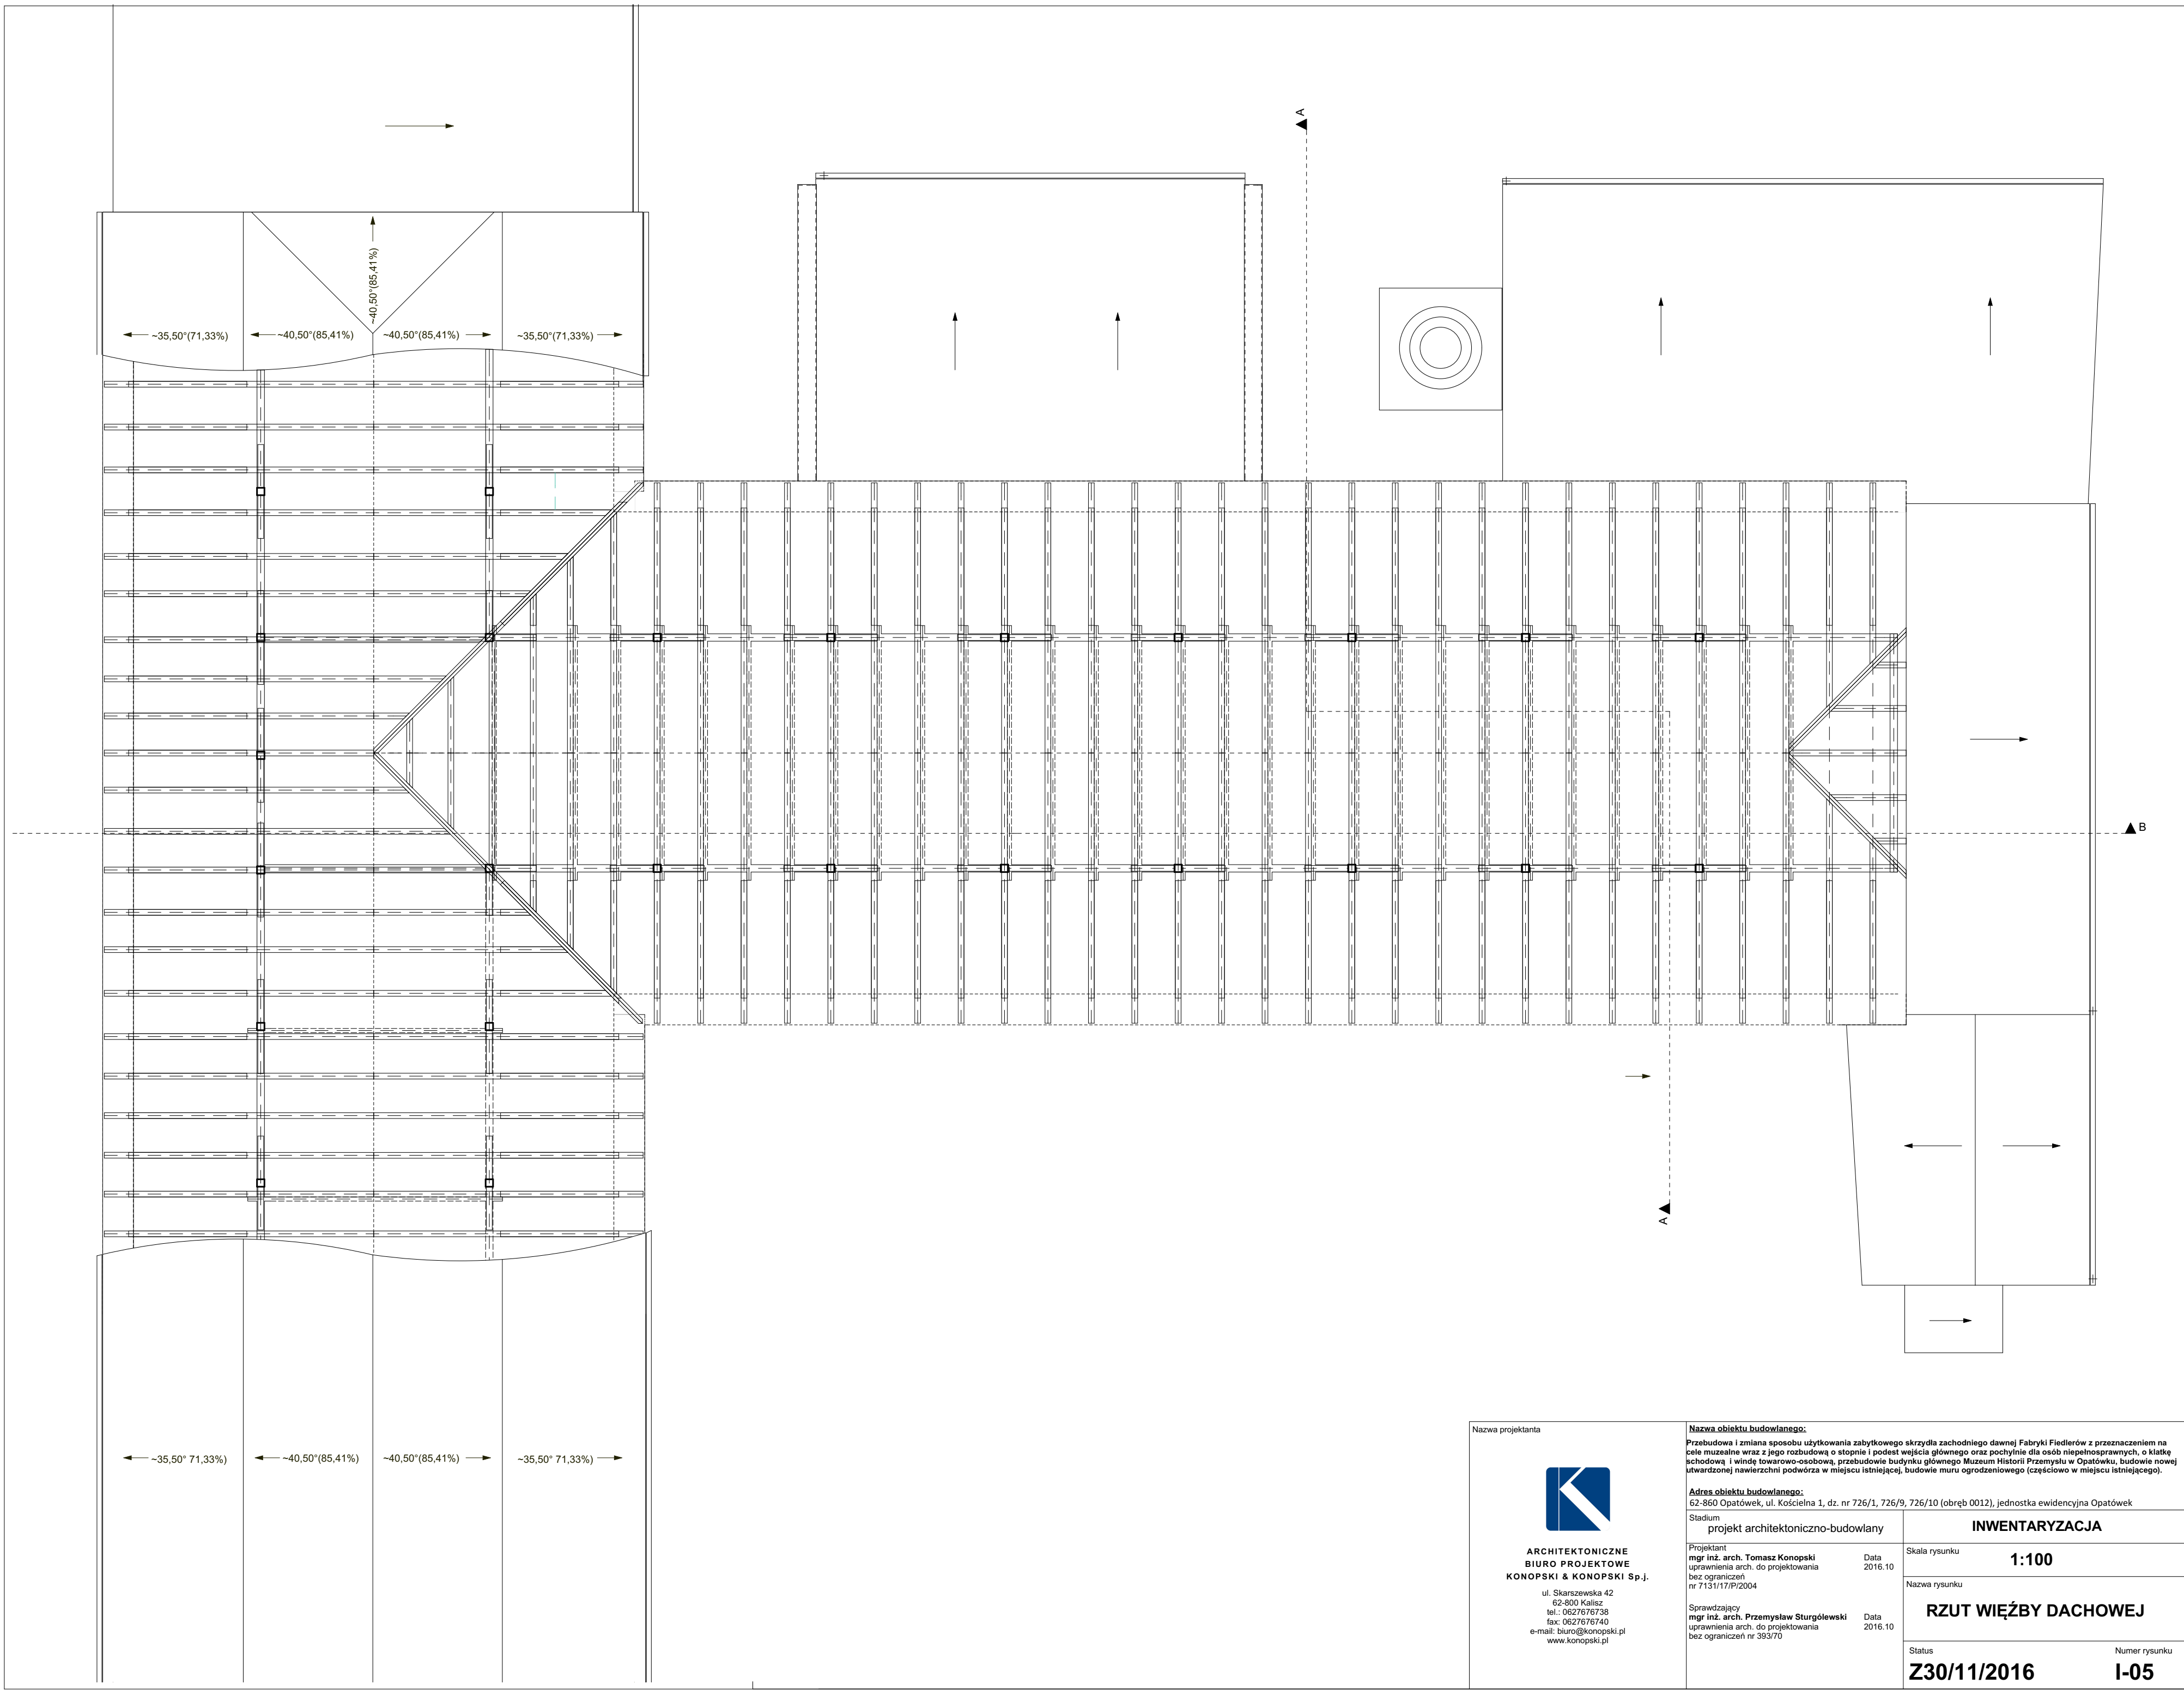 A
~40,50°(85,41%)
~35,50°(71,33%)
~40,50°(85,41%)
~40,50°(85,41%)
~35,50°(71,33%)
B
A
~35,50° 71,33%)
~40,50°(85,41%)
~40,50°(85,41%)
~35,50° 71,33%)
Nazwa projektanta
ARCHITEKTONICZNE
BIURO PROJEKTOWE
KONOPSKI & KONOPSKI Sp.j.
ul. Skarszewska 42
62-800 Kalisz
tel.: 0627676738
fax: 0627676740
e-mail: biuro@konopski.pl
www.konopski.pl
Nazwa obiektu budowlanego:
Przebudowa i zmiana sposobu użytkowania zabytkowego skrzydła zachodniego dawnej Fabryki Fiedlerów z przeznaczeniem na
cele muzealne wraz z jego rozbudową o stopnie i podest wejścia głównego oraz pochylnie dla osób niepełnosprawnych, o klatkę
schodową i windę towarowo-osobową, przebudowie budynku głównego Muzeum Historii Przemysłu w Opatówku, budowie nowej
utwardzonej nawierzchni podwórza w miejscu istniejącej, budowie muru ogrodzeniowego (częściowo w miejscu istniejącego).
Adres obiektu budowlanego:
62-860 Opatówek, ul. Kościelna 1, dz. nr 726/1, 726/9, 726/10 (obręb 0012), jednostka ewidencyjna Opatówek
Stadium
projekt architektoniczno-budowlany
INWENTARYZACJA
Projektant
mgr inż. arch. Tomasz Konopski Data
uprawnienia arch. do projektowania 2016.10
bez ograniczeń
nr 7131/17/P/2004
Sprawdzający
mgr inż. arch. Przemysław Sturgólewski Data
uprawnienia arch. do projektowania 2016.10
bez ograniczeń nr 393/70
Skala rysunku
1:100
Nazwa rysunku
RZUT WIĘŹBY DACHOWEJ
Status Numer rysunku
Z30/11/2016 I-05